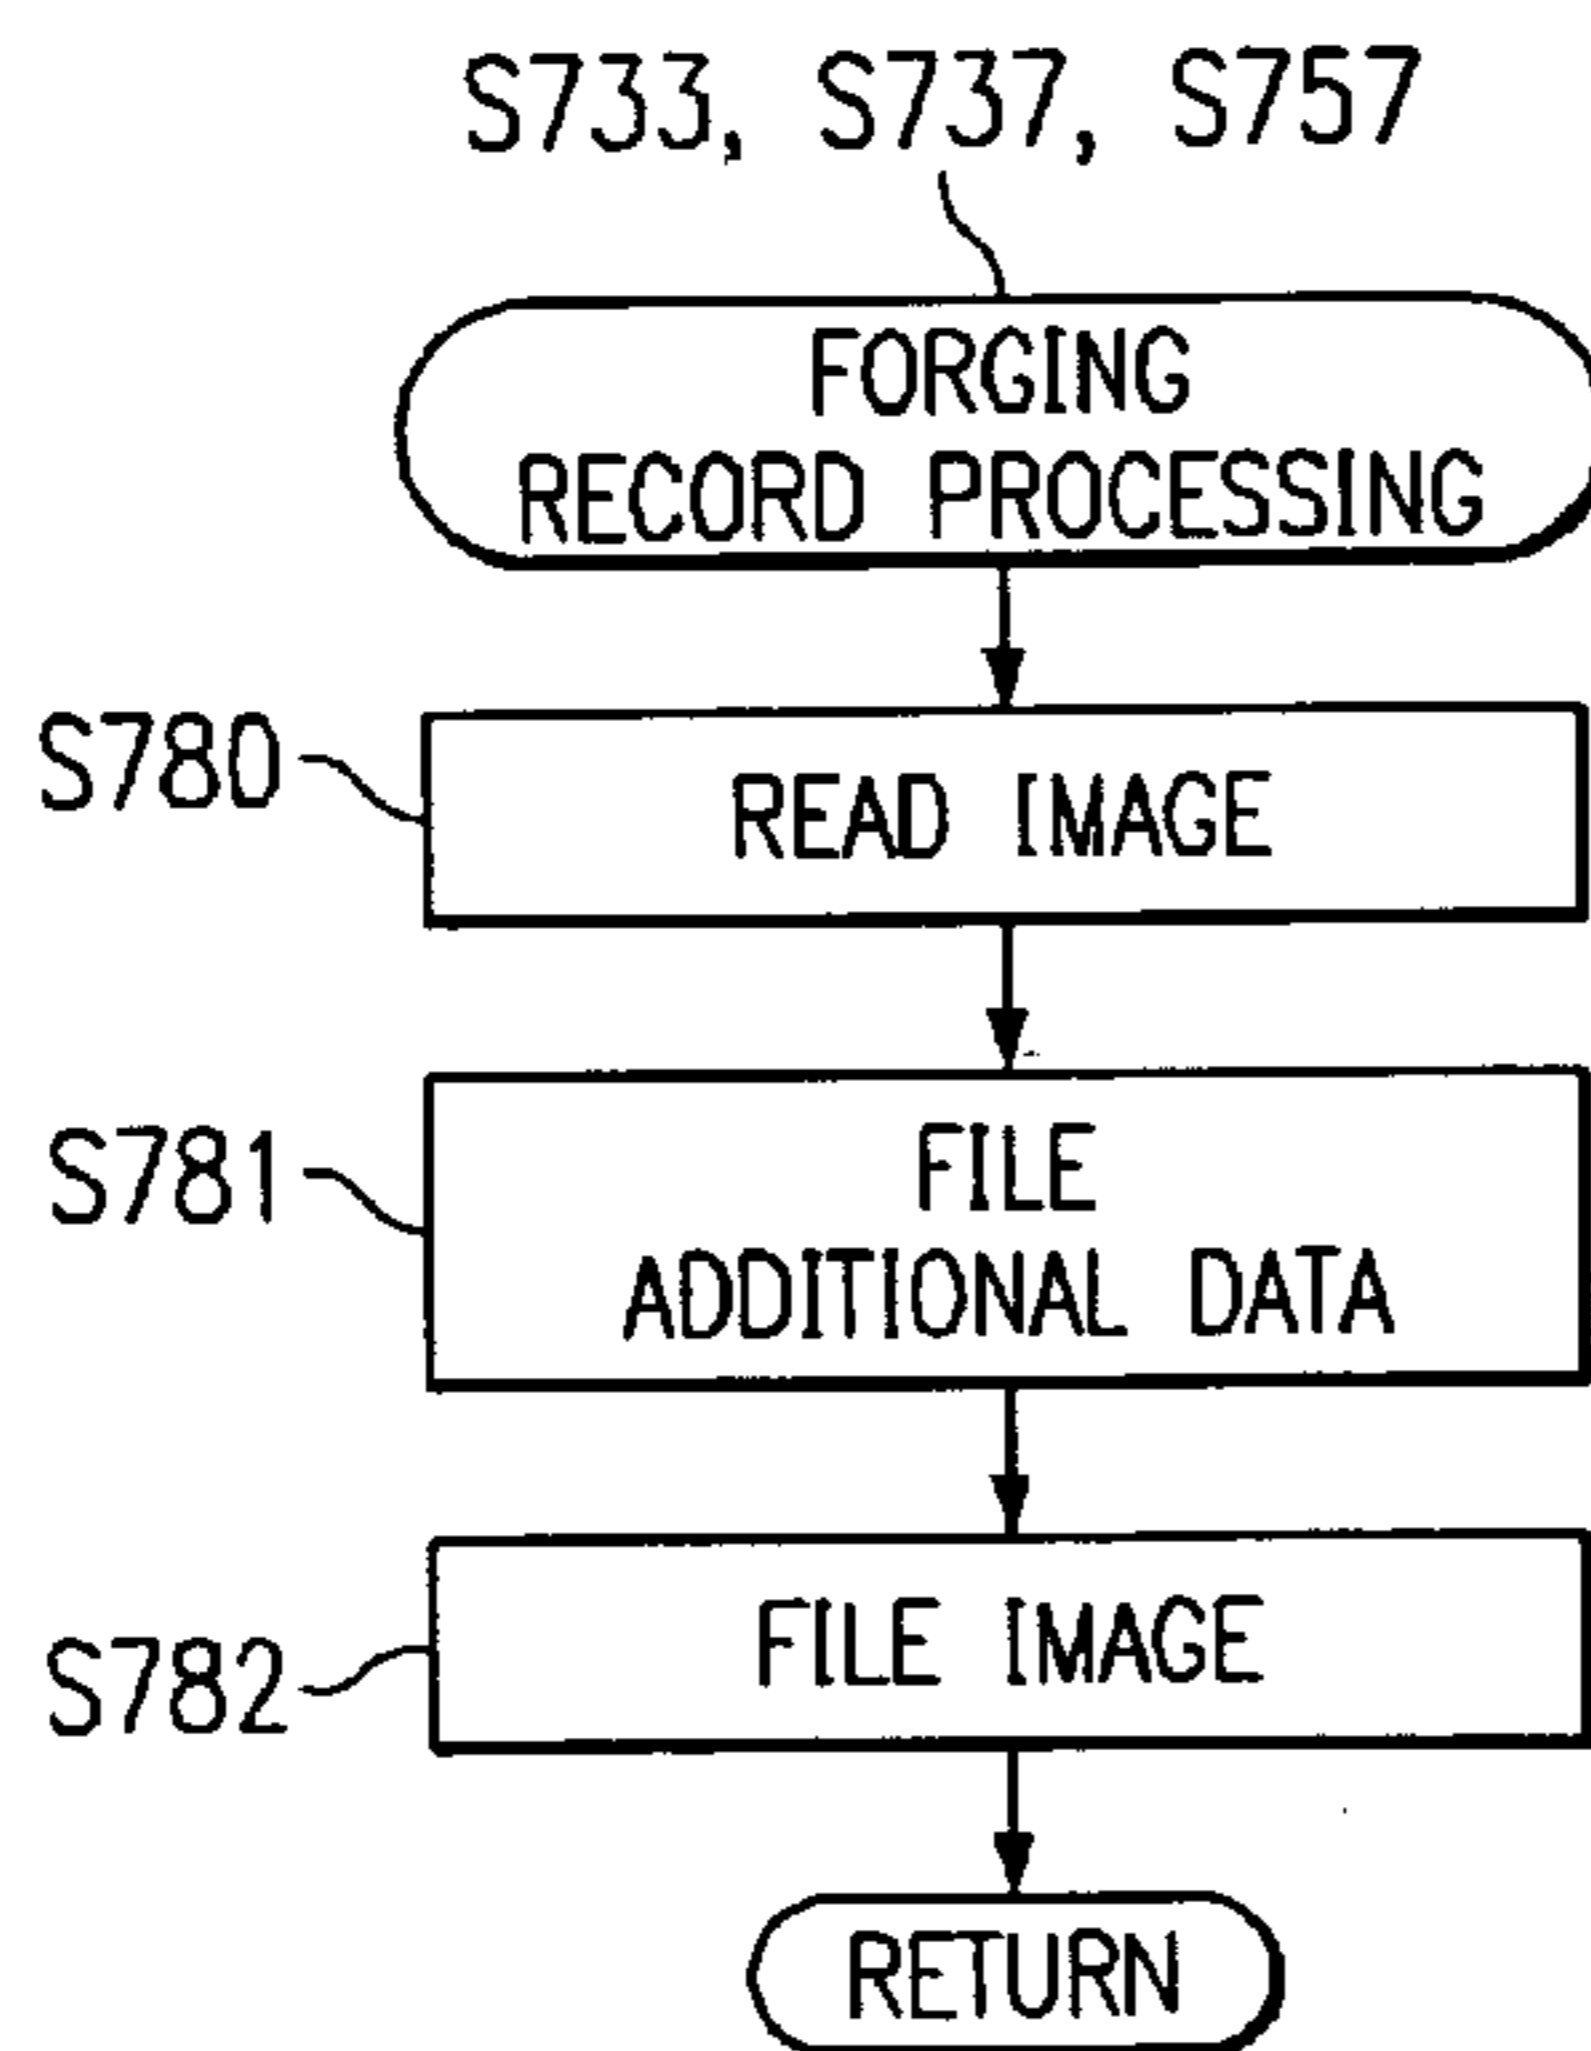 S733, S737, S757
FORGING
RECORD PROCESSING
S780
READ IMAGE
S781
FILE
ADDITIONAL DATA
S782
FILE IMAGE
RETURN